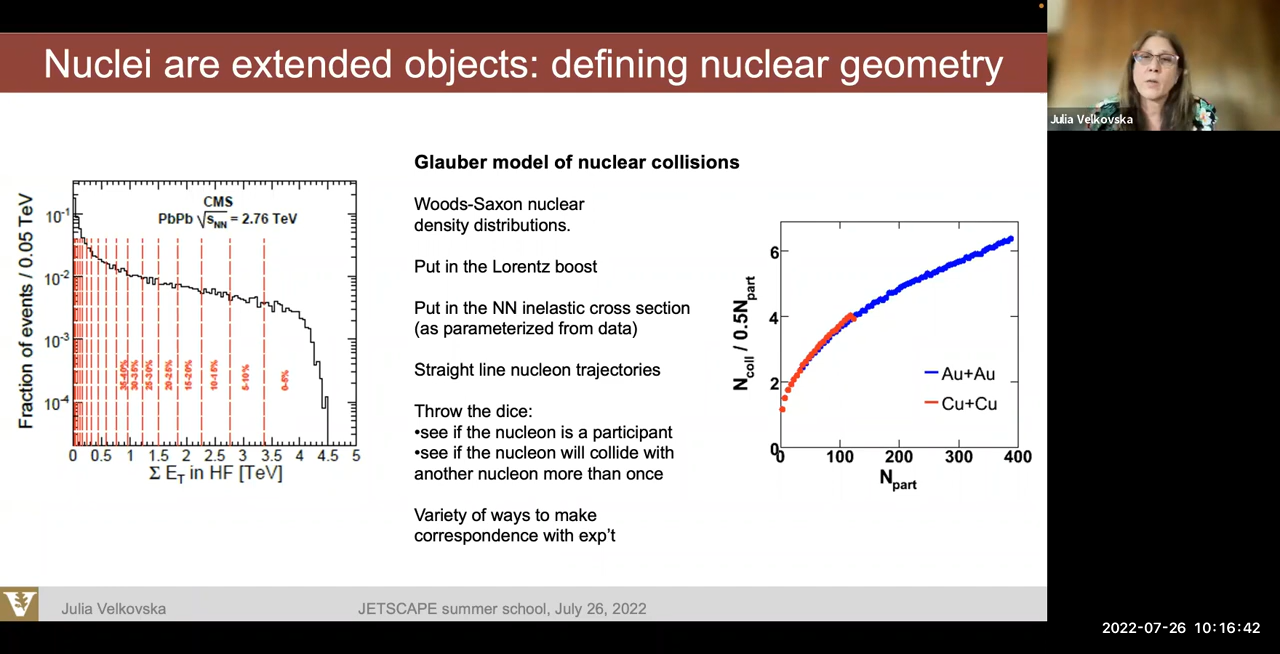 Nuclei are extended objects: defining nuclear geometry
Julia Velkovska
Fraction of events / 0.05 TeV
CMS
PbPb √sNN = 2.76 TeV
10-1
10-2
10-3
10-4
35-40%
30-35%
25-30%
20-25%
15-20%
10-15%
5-10%
0-5%
0 0.5 1 1.5 2 2.5 3 3.5 4 4.5 5
Σ ET in HF [TeV]
Glauber model of nuclear collisions
Woods-Saxon nuclear
density distributions.
Put in the Lorentz boost
Put in the NN inelastic cross section
(as parameterized from data)
Straight line nucleon trajectories
Throw the dice:
•see if the nucleon is a participant
•see if the nucleon will collide with
another nucleon more than once
Variety of ways to make
correspondence with exp’t
Ncoll / 0.5Npart
6
4
2
0
Au+Au
Cu+Cu
0 100 200 300 400
Npart
Julia Velkovska
JETSCAPE summer school, July 26, 2022
2022-07-26 10:16:42